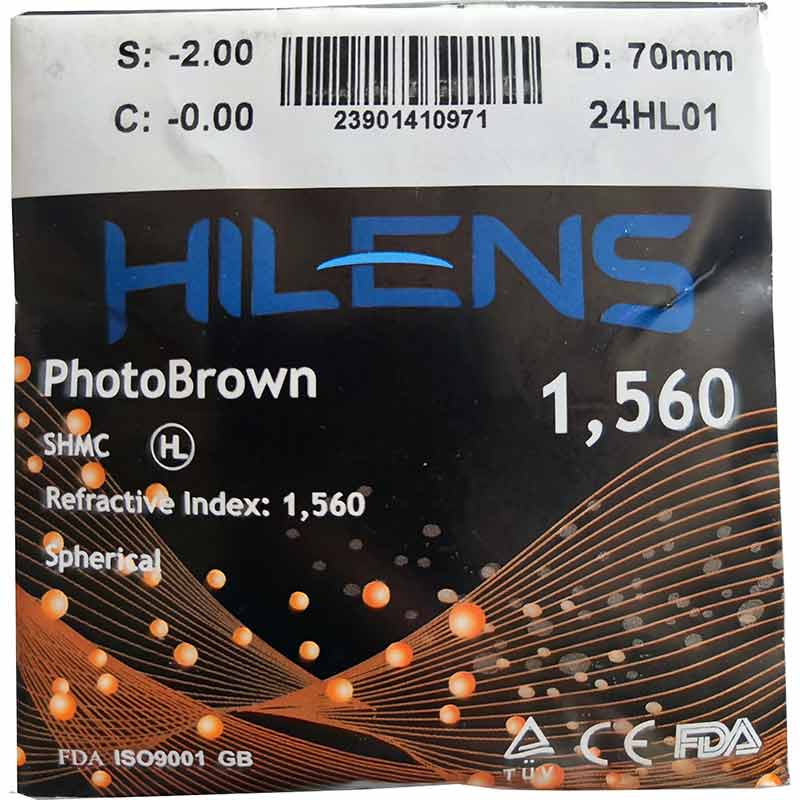 S: -2.00 D: 70mm
C: -0.00 23901410971 24HL01
HILENS
PhotoBrown 1,560
SHMC HL
Refractive Index: 1,560
Spherical
FDA ISO9001 GB TÜV CE FDA